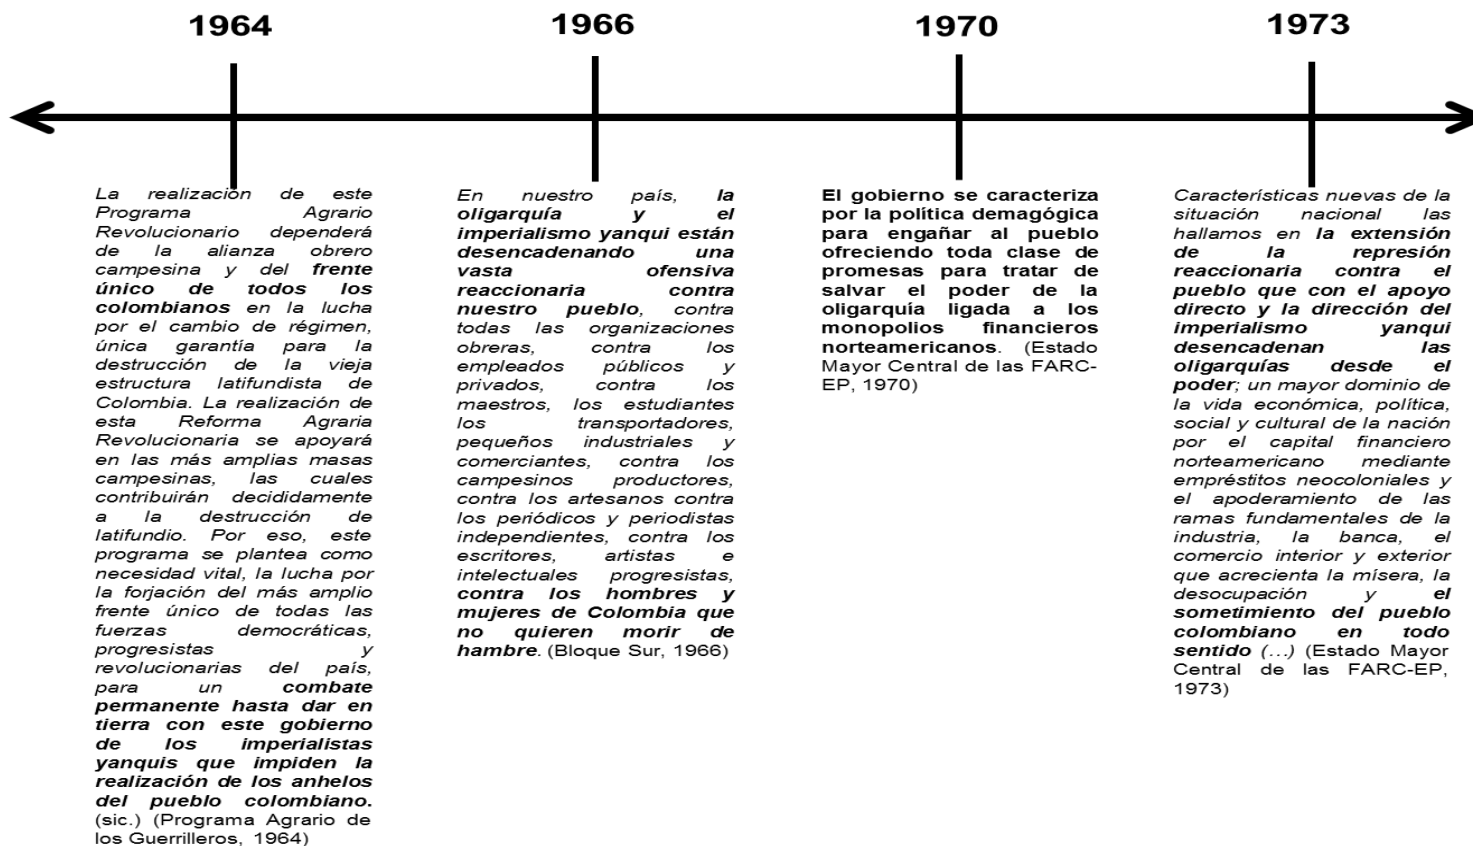 1964
1966
1970
1973
La realización de este
Programa Agrario
Revolucionario dependerá
de la alianza obrero
campesina y del frente
único de todos los
colombianos en la lucha
por el cambio de régimen,
única garantía para la
destrucción de la vieja
estructura latifundista de
Colombia. La realización de
esta Reforma Agraria
Revolucionaria se apoyará
en las más amplias masas
campesinas, las cuales
contribuirán decididamente
a la destrucción de
latifundio. Por eso, este
programa se plantea como
necesidad vital, la lucha por
la forjación del más amplio
frente único de todas las
fuerzas democráticas,
progresistas y
revolucionarias del país,
para un combate
permanente hasta dar en
tierra con este gobierno
de los imperialistas
yanquis que impiden la
realización de los anhelos
del pueblo colombiano.
(sic.) (Programa Agrario de
los Guerrilleros, 1964)
En nuestro país, la
oligarquía y el
imperialismo yanqui están
desencadenando una
vasta ofensiva
reaccionaria contra
nuestro pueblo, contra
todas las organizaciones
obreras, contra los
empleados públicos y
privados, contra los
maestros, los estudiantes
los transportadores,
pequeños industriales y
comerciantes, contra los
campesinos productores,
contra los artesanos contra
los periódicos y periodistas
independientes, contra los
escritores, artistas e
intelectuales progresistas,
contra los hombres y
mujeres de Colombia que
no quieren morir de
hambre. (Bloque Sur, 1966)
El gobierno se caracteriza
por la política demagógica
para engañar al pueblo
ofreciendo toda clase de
promesas para tratar de
salvar el poder de la
oligarquía ligada a los
monopolios financieros
norteamericanos. (Estado
Mayor Central de las FARC-
EP, 1970)
Características nuevas de la
situación nacional las
hallamos en la extensión
de la represión
reaccionaria contra el
pueblo que con el apoyo
directo y la dirección del
imperialismo yanqui
desencadenan las
oligarquías desde el
poder; un mayor dominio de
la vida económica, política,
social y cultural de la nación
por el capital financiero
norteamericano mediante
empréstitos neocoloniales y
el apoderamiento de las
ramas fundamentales de la
industria, la banca, el
comercio interior y exterior
que acrecienta la mísera, la
desocupación y el
sometimiento del pueblo
colombiano en todo
sentido (...) (Estado Mayor
Central de las FARC-EP,
1973)